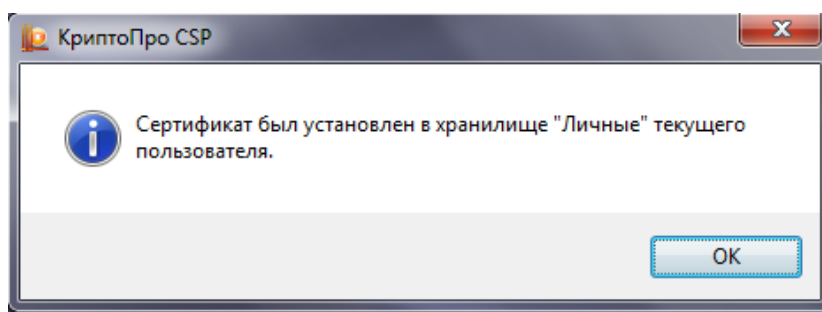 КриптоПро CSP
Сертификат был установлен в хранилище "Личные" текущего
пользователя.
OK